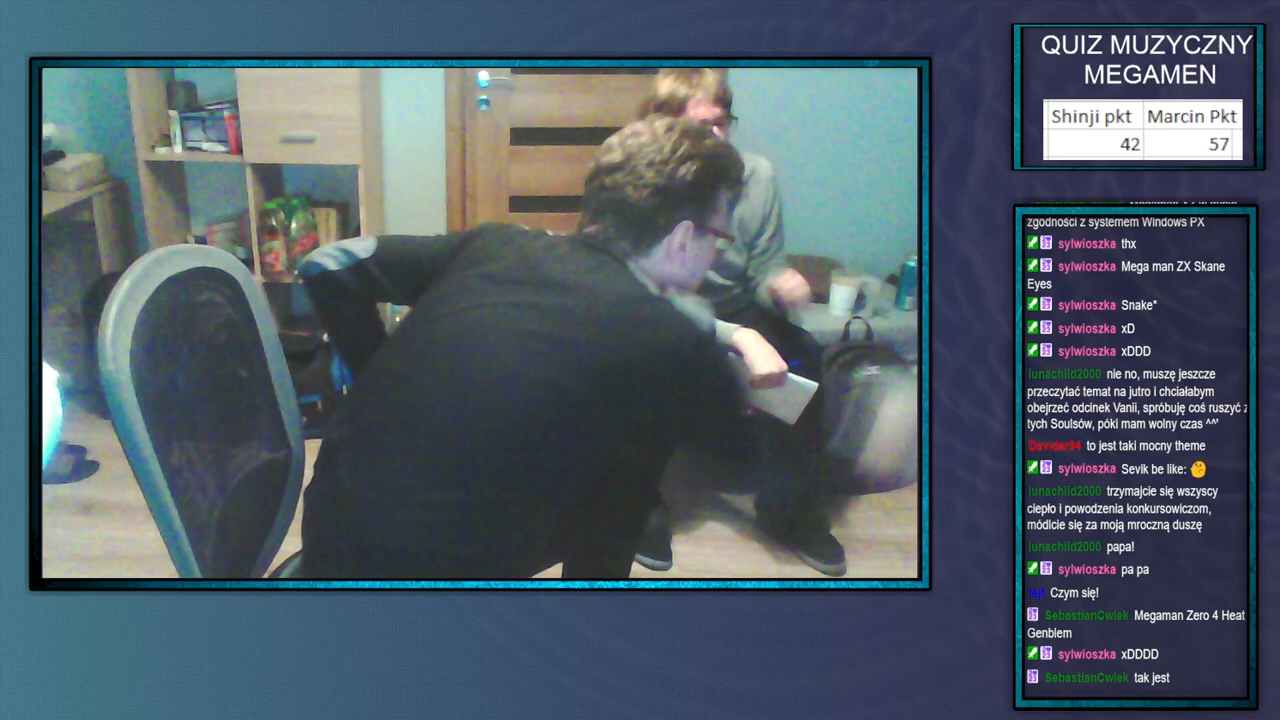 QUIZ MUZYCZNY
MEGAMEN
Shinji pkt Marcin Pkt
42 57
zgodności z systemem Windows PX
sylwioszka thx
sylwioszka Mega man ZX Skane
Eyes
sylwioszka Snake*
sylwioszka xD
sylwioszka xDDD
lunachild2000 nie no, muszę jeszcze
przeczytać temat na jutro i chciałabym
obejrzeć odcinek Vanii, spróbuję coś ruszyć z
tych Soulsów, póki mam wolny czas ^^'
Davider94 to jest taki mocny theme
sylwioszka Sevik be like: 🤔
lunachild2000 trzymajcie się wszyscy
ciepło i powodzenia konkursowiczom,
módlcie się za moją mroczną duszę
lunachild2000 papa!
sylwioszka pa pa
Czym się!
SebastianCwiek Megaman Zero 4 Heat
Genblem
sylwioszka xDDDD
SebastianCwiek tak jest